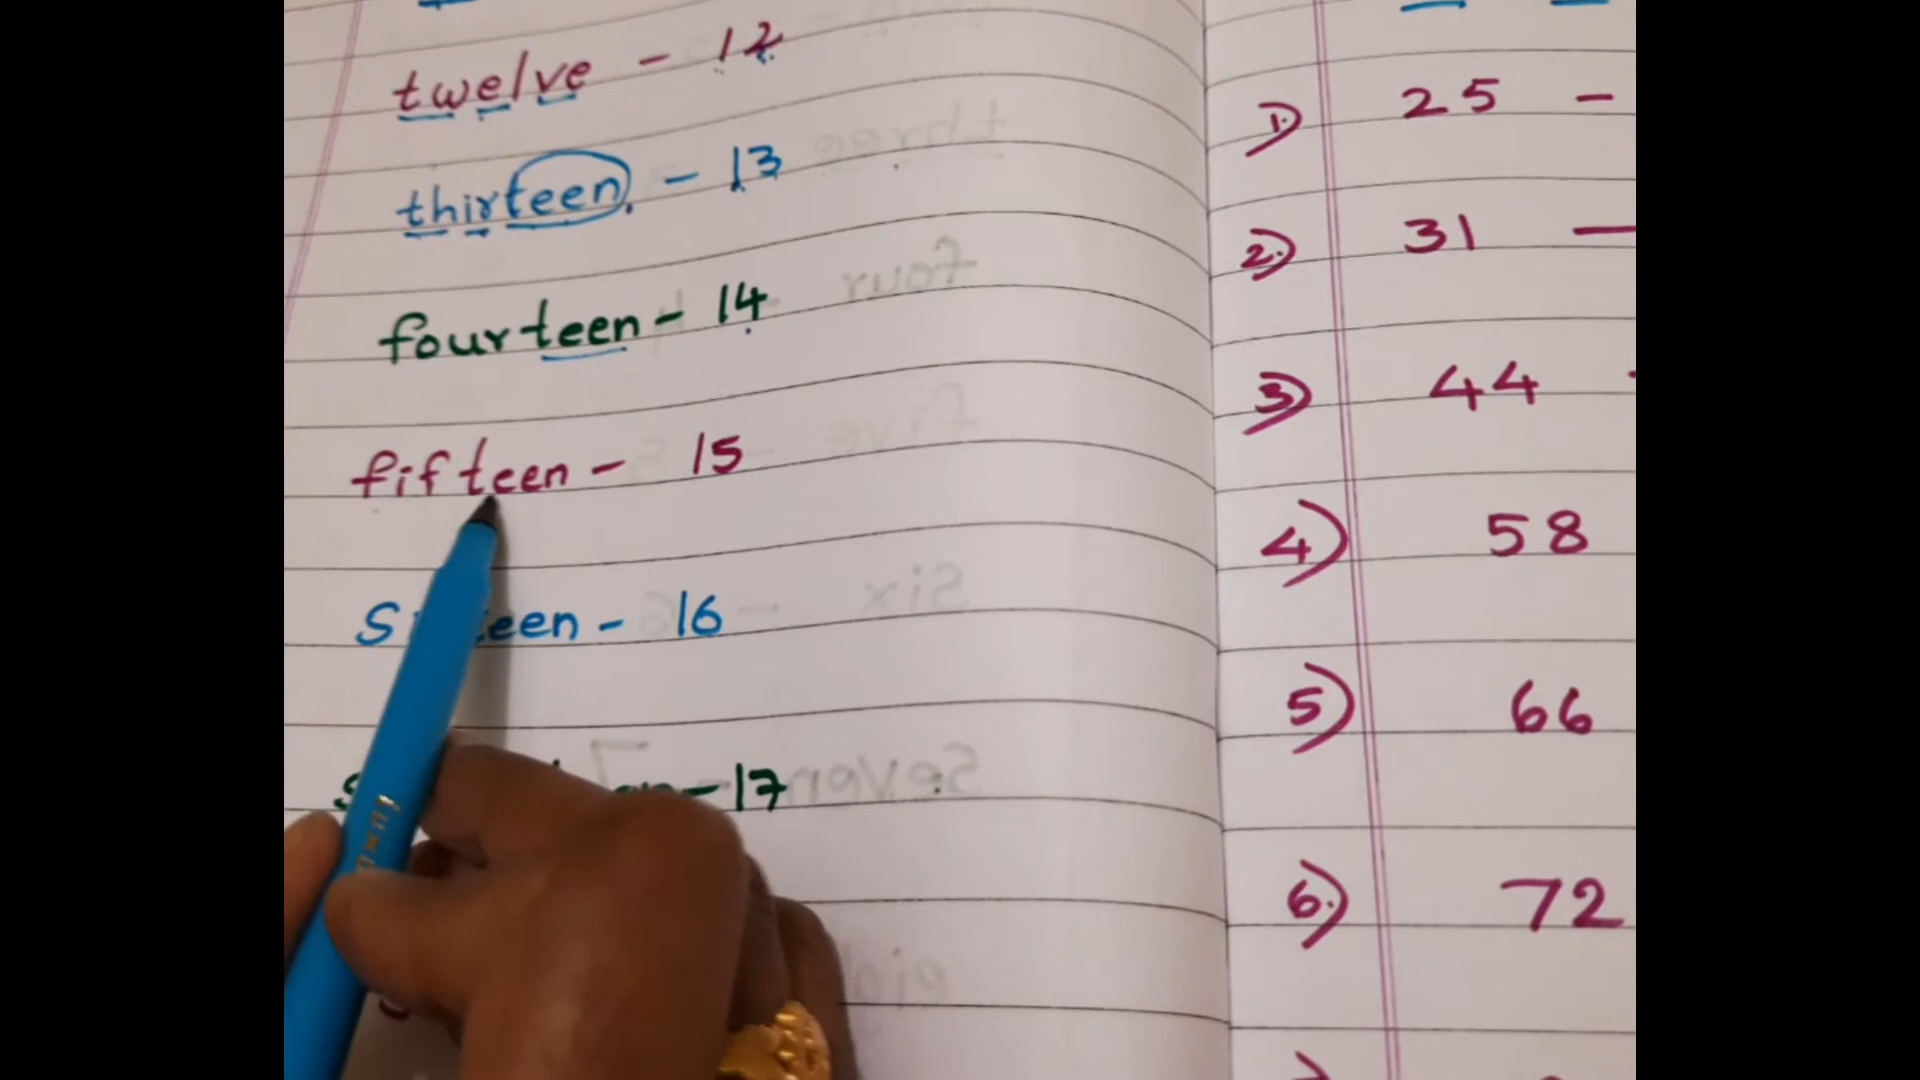 twelve - 12
thirteen. - 13
fourteen - 14
fifteen - 15
- 16
- 17
1) 25 -
2) 31 -
3) 44
4) 58
5) 66
6) 72